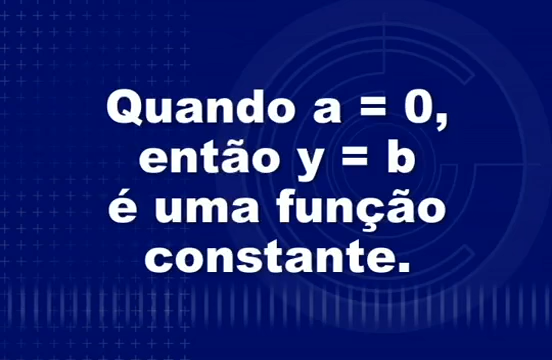 Quando a = 0,
então y = b
é uma função
constante.